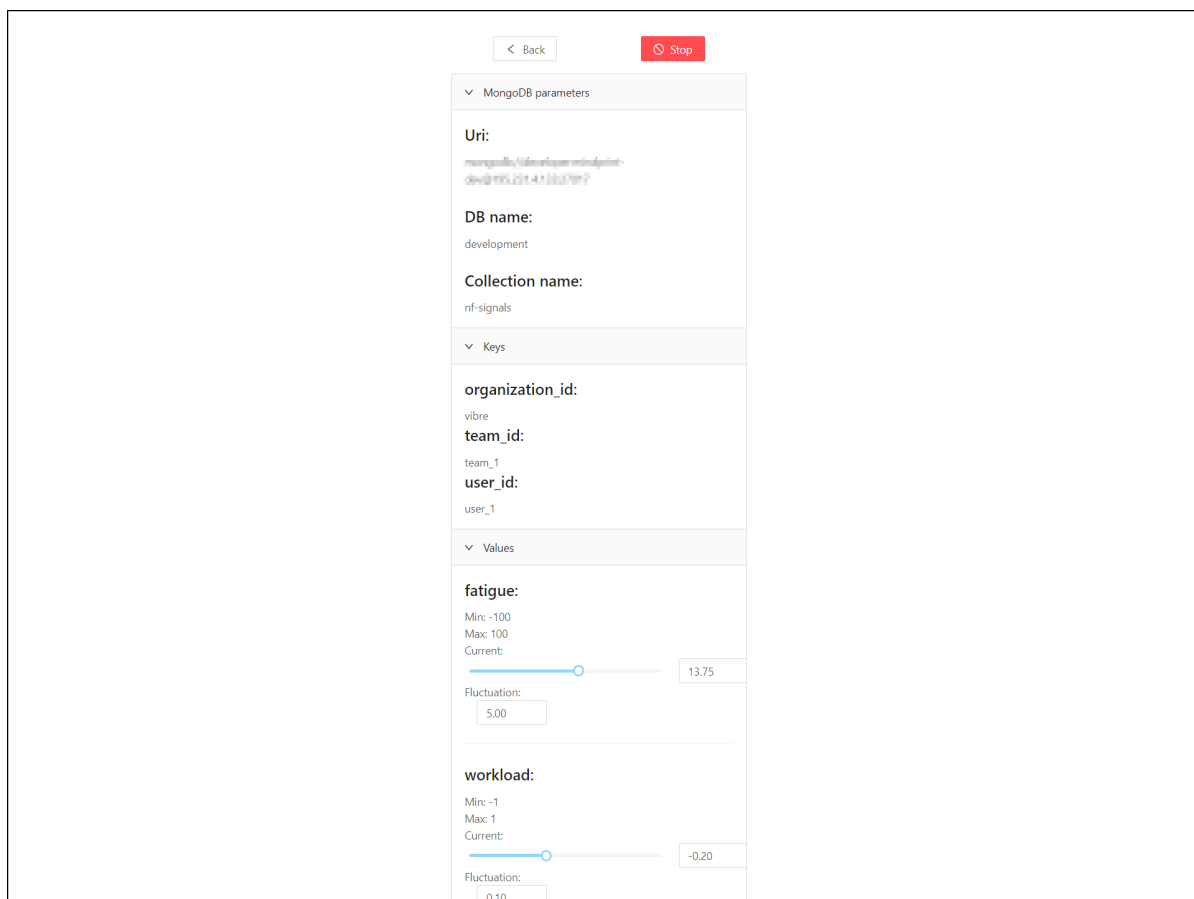 Back
Stop
MongoDB parameters
Uri:
DB name:
development
Collection name:
nf-signals
Keys
organization_id:
vibre
team_id:
team_1
user_id:
user_1
Values
fatigue:
Min: -100
Max: 100
Current:
13.75
Fluctuation:
5.00
workload:
Min: -1
Max: 1
Current:
-0.20
Fluctuation:
0.10